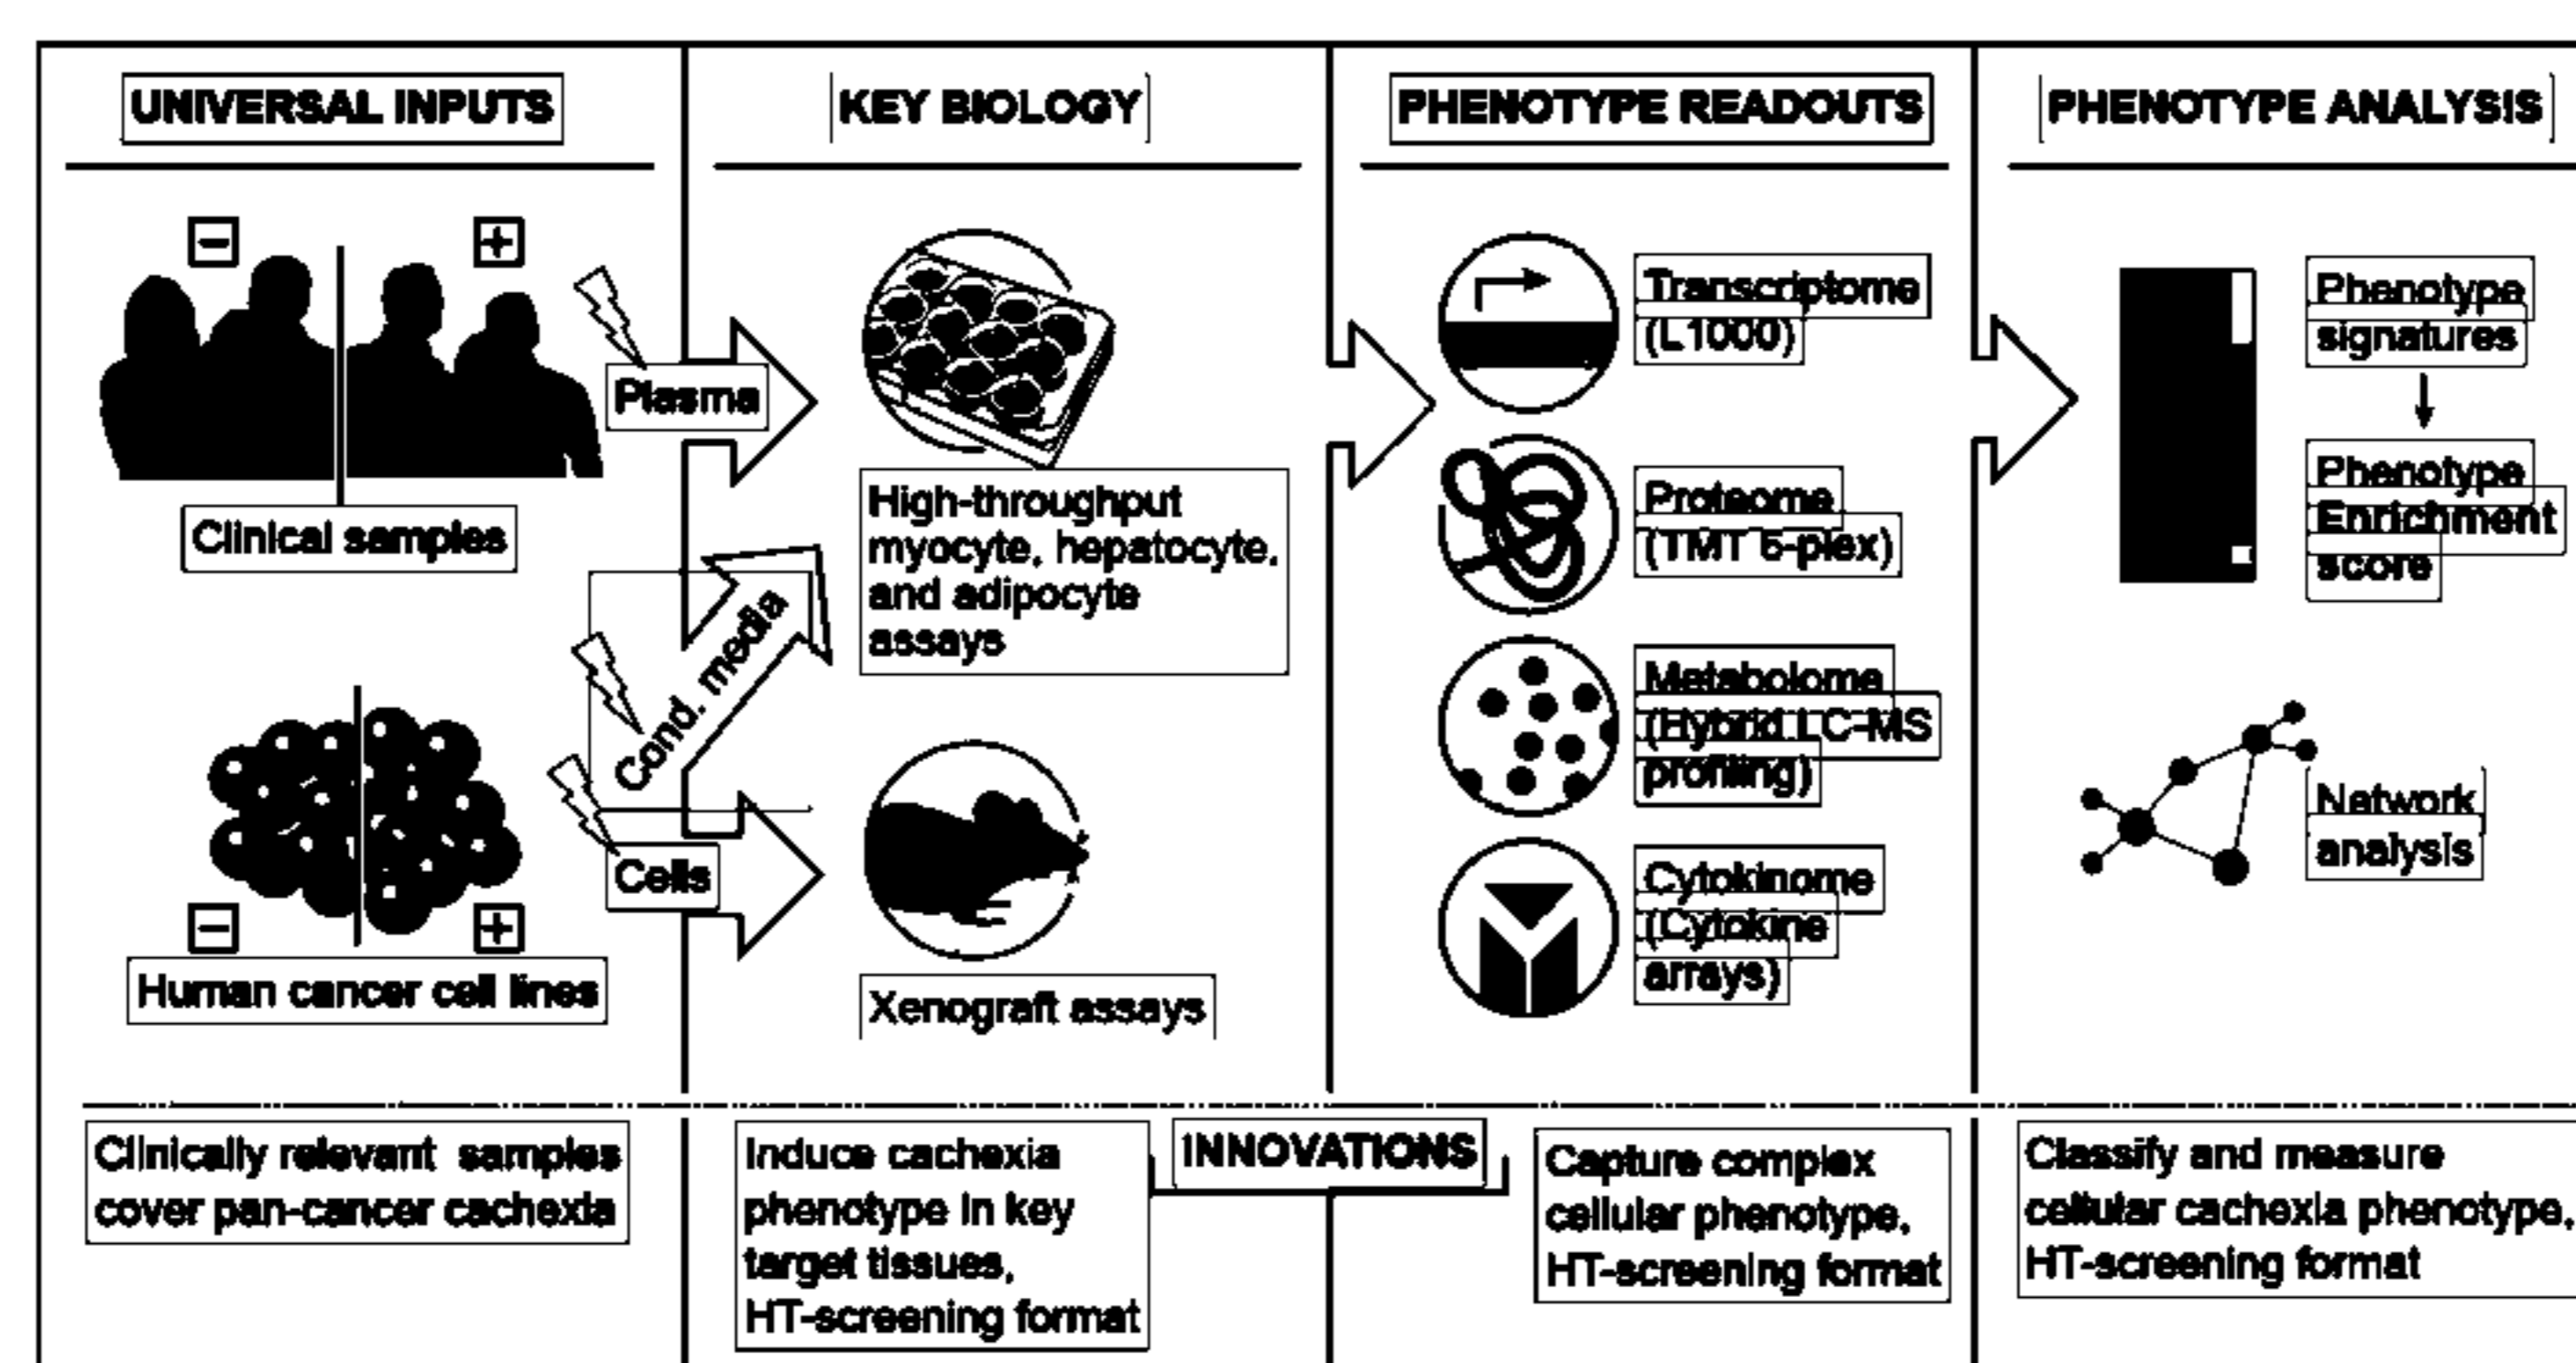 UNIVERSAL INPUTS
KEY BIOLOGY
PHENOTYPE READOUTS
PHENOTYPE ANALYSIS
−
+
Plasma
Clinical samples
Cond. media
Cells
−
+
Human cancer cell lines
High-throughput
myocyte, hepatocyte,
and adipocyte
assays
Xenograft assays
Transcriptome
(L1000)
Proteome
(TMT 6-plex)
Metabolome
(Hybrid LC-MS
profiling)
Cytokinome
(Cytokine
arrays)
Phenotype
signatures
Phenotype
Enrichment
score
Network
analysis
INNOVATIONS
Clinically relevant samples
cover pan-cancer cachexia
Induce cachexia
phenotype in key
target tissues,
HT-screening format
Capture complex
cellular phenotype,
HT-screening format
Classify and measure
cellular cachexia phenotype,
HT-screening format